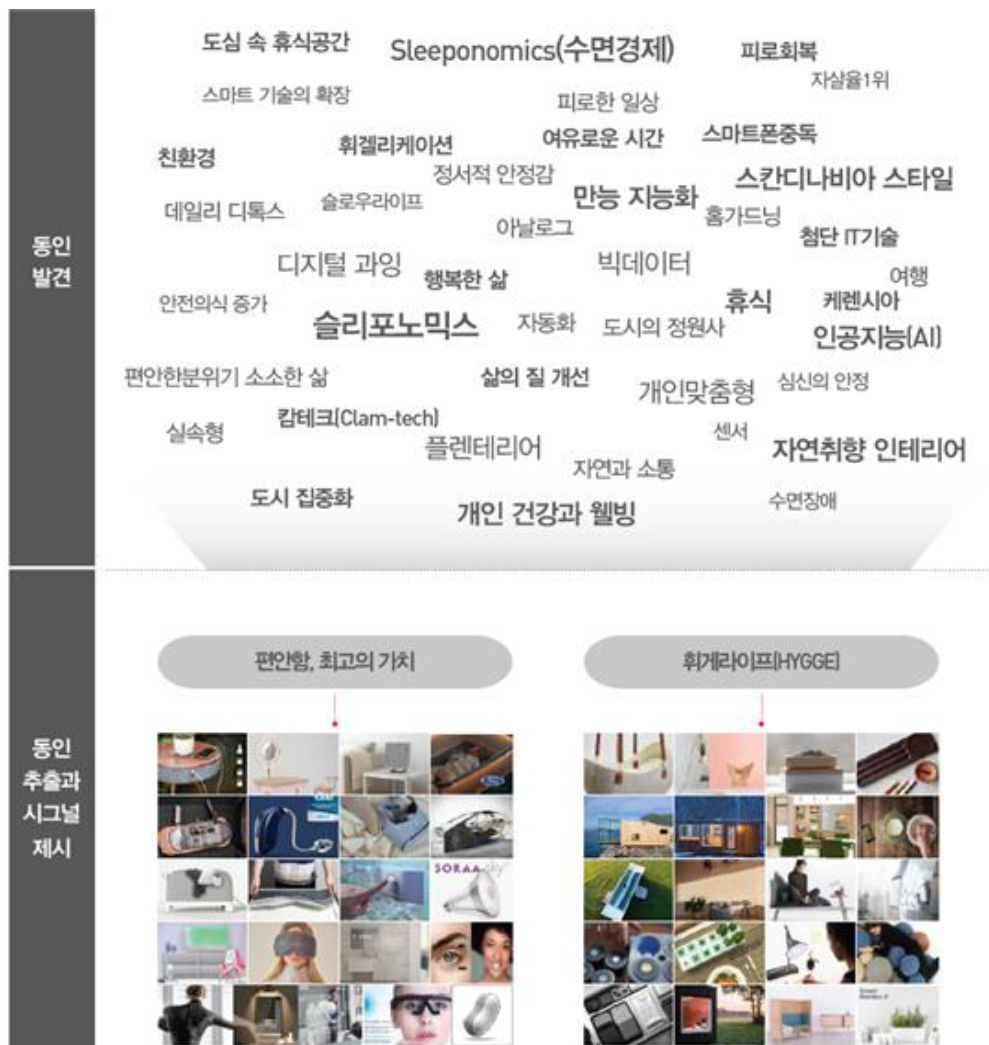 동인
발견
도심 속 휴식공간
Sleeponomics(수면경제)
피로회복
자살율1위
스마트 기술의 확장
피로한 일상
여유로운 시간
스마트폰중독
친환경
휘겔리케이션
정서적 안정감
스칸디나비아 스타일
데일리 디톡스
슬로우라이프
만능 지능화
홈가드닝
아날로그
첨단 IT기술
디지털 과잉
행복한 삶
빅데이터
여행
안전의식 증가
휴식
케렌시아
슬리포노믹스
자동화
도시의 정원사
인공지능(AI)
편안한분위기 소소한 삶
삶의 질 개선
개인맞춤형
심신의 안정
실속형
캄테크(Clam-tech)
플렌테리어
센서
자연취향 인테리어
자연과 소통
도시 집중화
개인 건강과 웰빙
수면장애
동인
추출과
시그널
제시
편안함, 최고의 가치
휘게라이프(HYGGE)
SORAA
sky